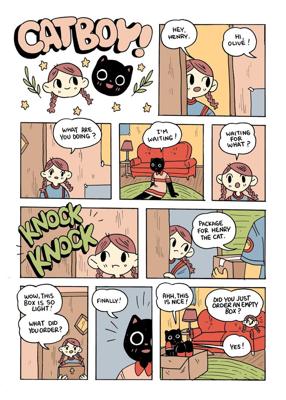 CATBOY!
HEY,
HENRY.
HI,
OLIVE!
WHAT ARE
YOU DOING?
I'M
WAITING!
WAITING
FOR
WHAT?
KNOCK
KNOCK
PACKAGE
FOR HENRY
THE CAT.
WOW, THIS
BOX IS SO
LIGHT!
WHAT DID
YOU ORDER?
FINALLY!
AHH, THIS
IS NICE!
DID YOU JUST
ORDER AN EMPTY
BOX?
YES!